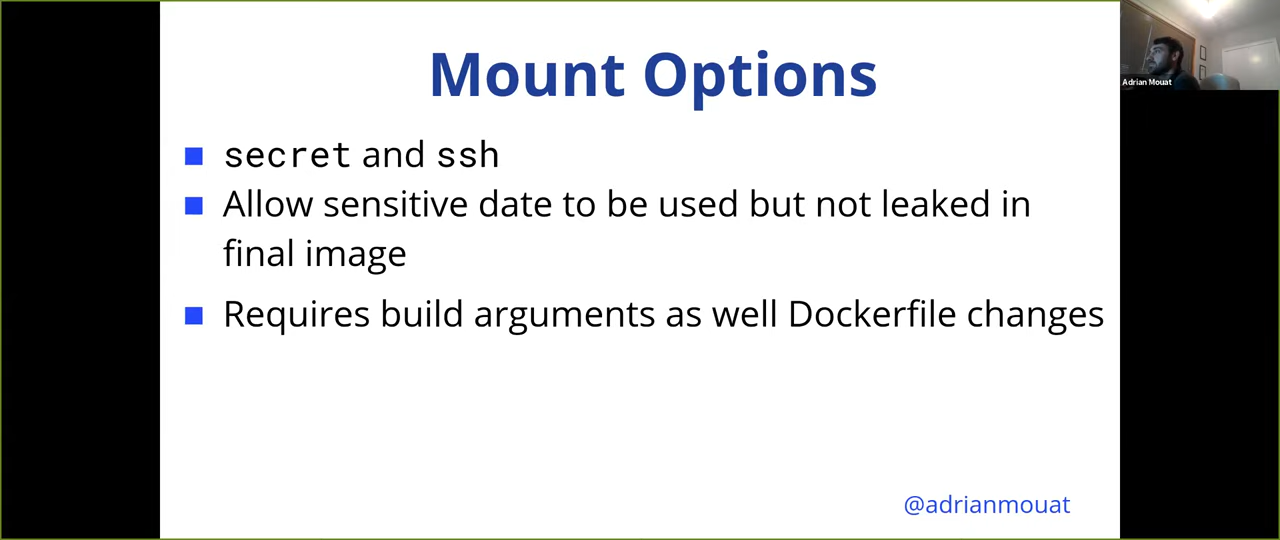 Mount Options
secret and ssh
Allow sensitive date to be used but not leaked in
final image
Requires build arguments as well Dockerfile changes
@adrianmouat
Adrian Mouat